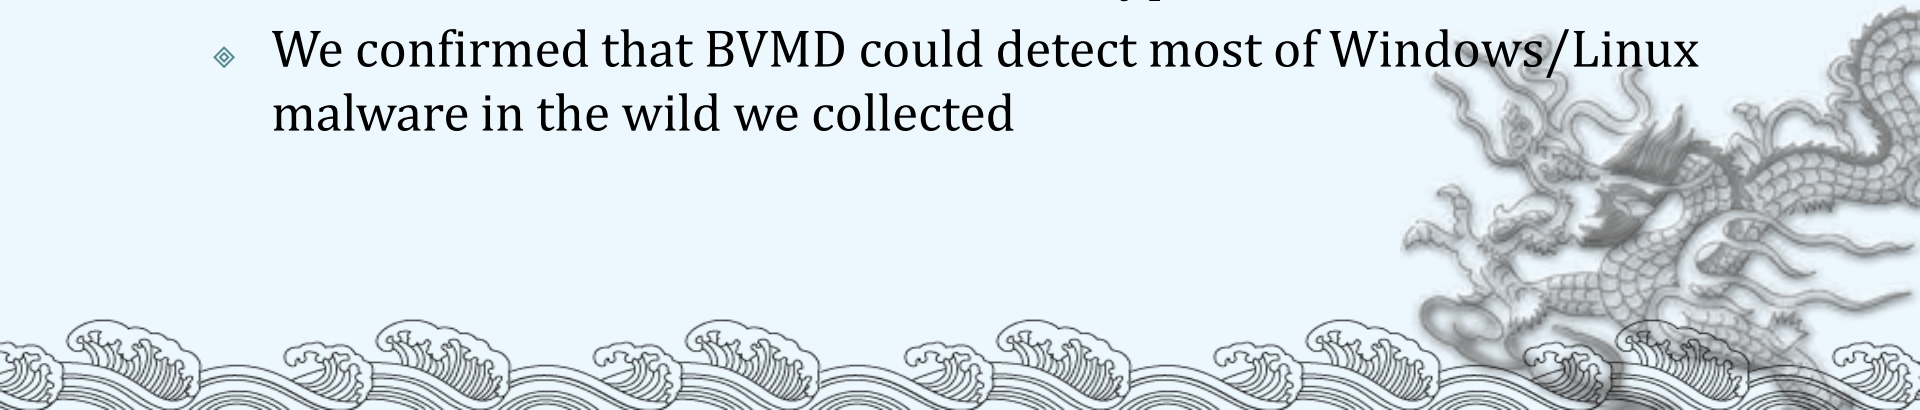 We confirmed that BVMD could detect most of Windows/Linux
malware in the wild we collected